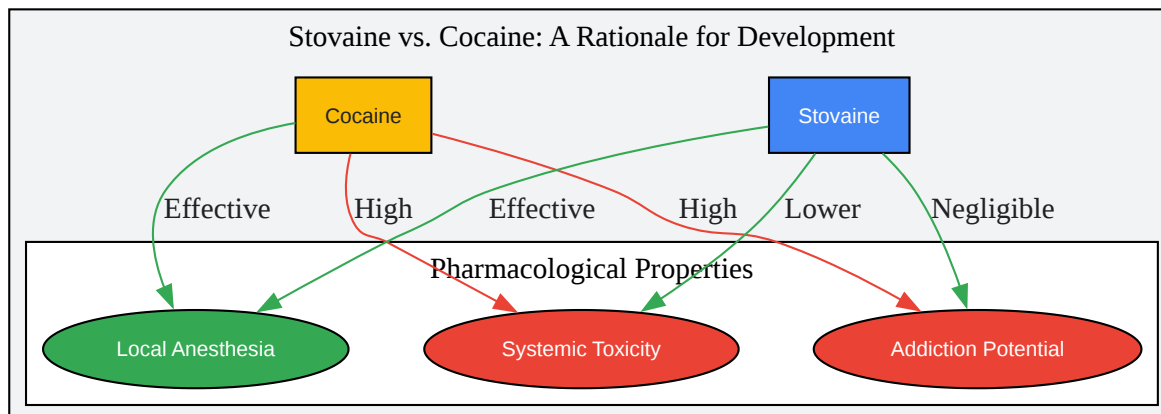 Stovaine vs. Cocaine: A Rationale for Development
Cocaine
Stovaine
Effective
High
Effective
High
Lower
Negligible
Pharmacological Properties
Local Anesthesia
Systemic Toxicity
Addiction Potential